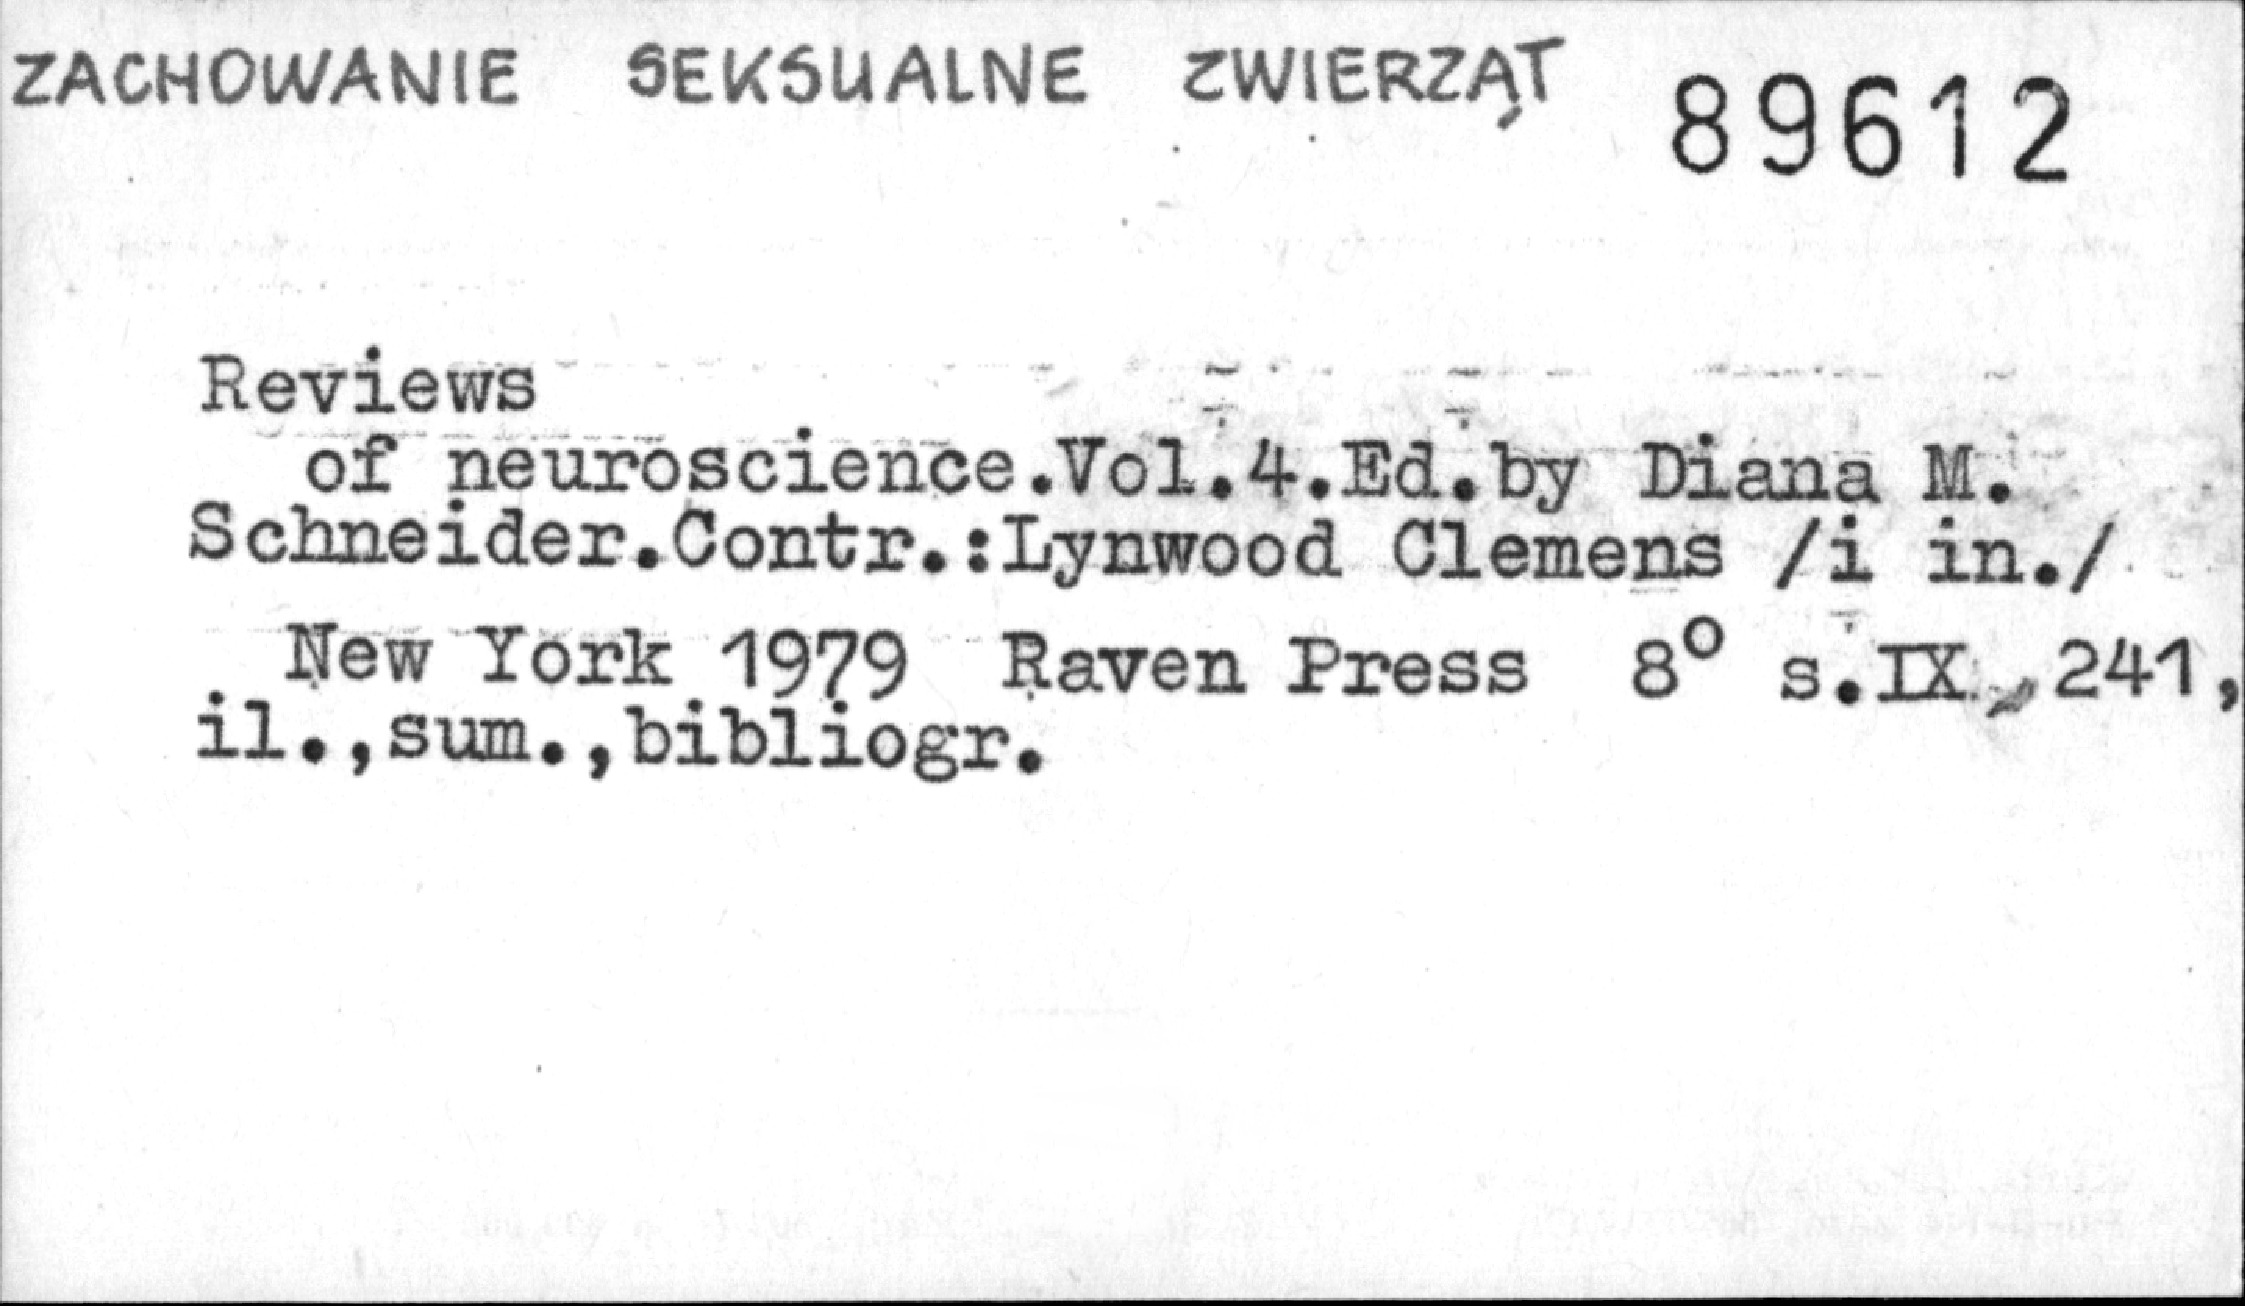 ZACHOWANIE SEKSUALNE ZWIERZĄT 89612
Reviews
of neuroscience.Vol.4.Ed.by Diana M.
Schneider.Contr.:Lynwood Clemens /i in./
New York 1979 Raven Press 8° s.IX, 241,
il.,sum.,bibliogr.